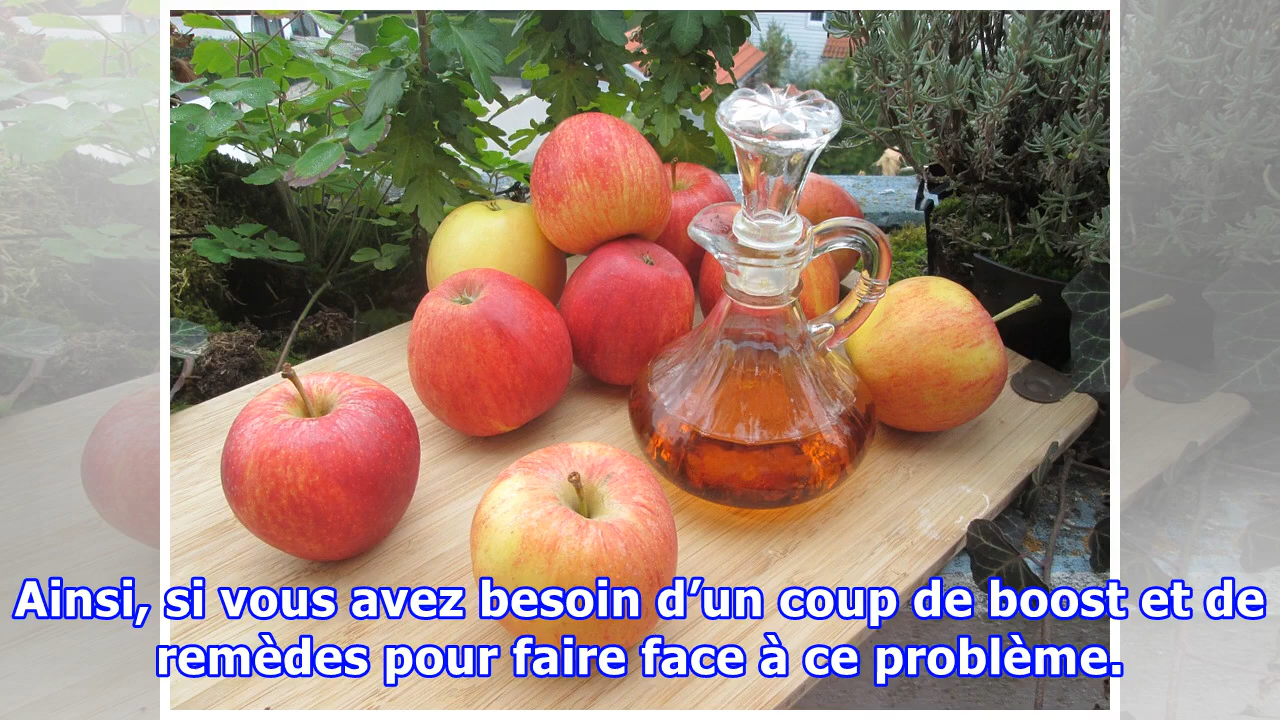 Ainsi, si vous avez besoin d’un coup de boost et de
remèdes pour faire face à ce problème.